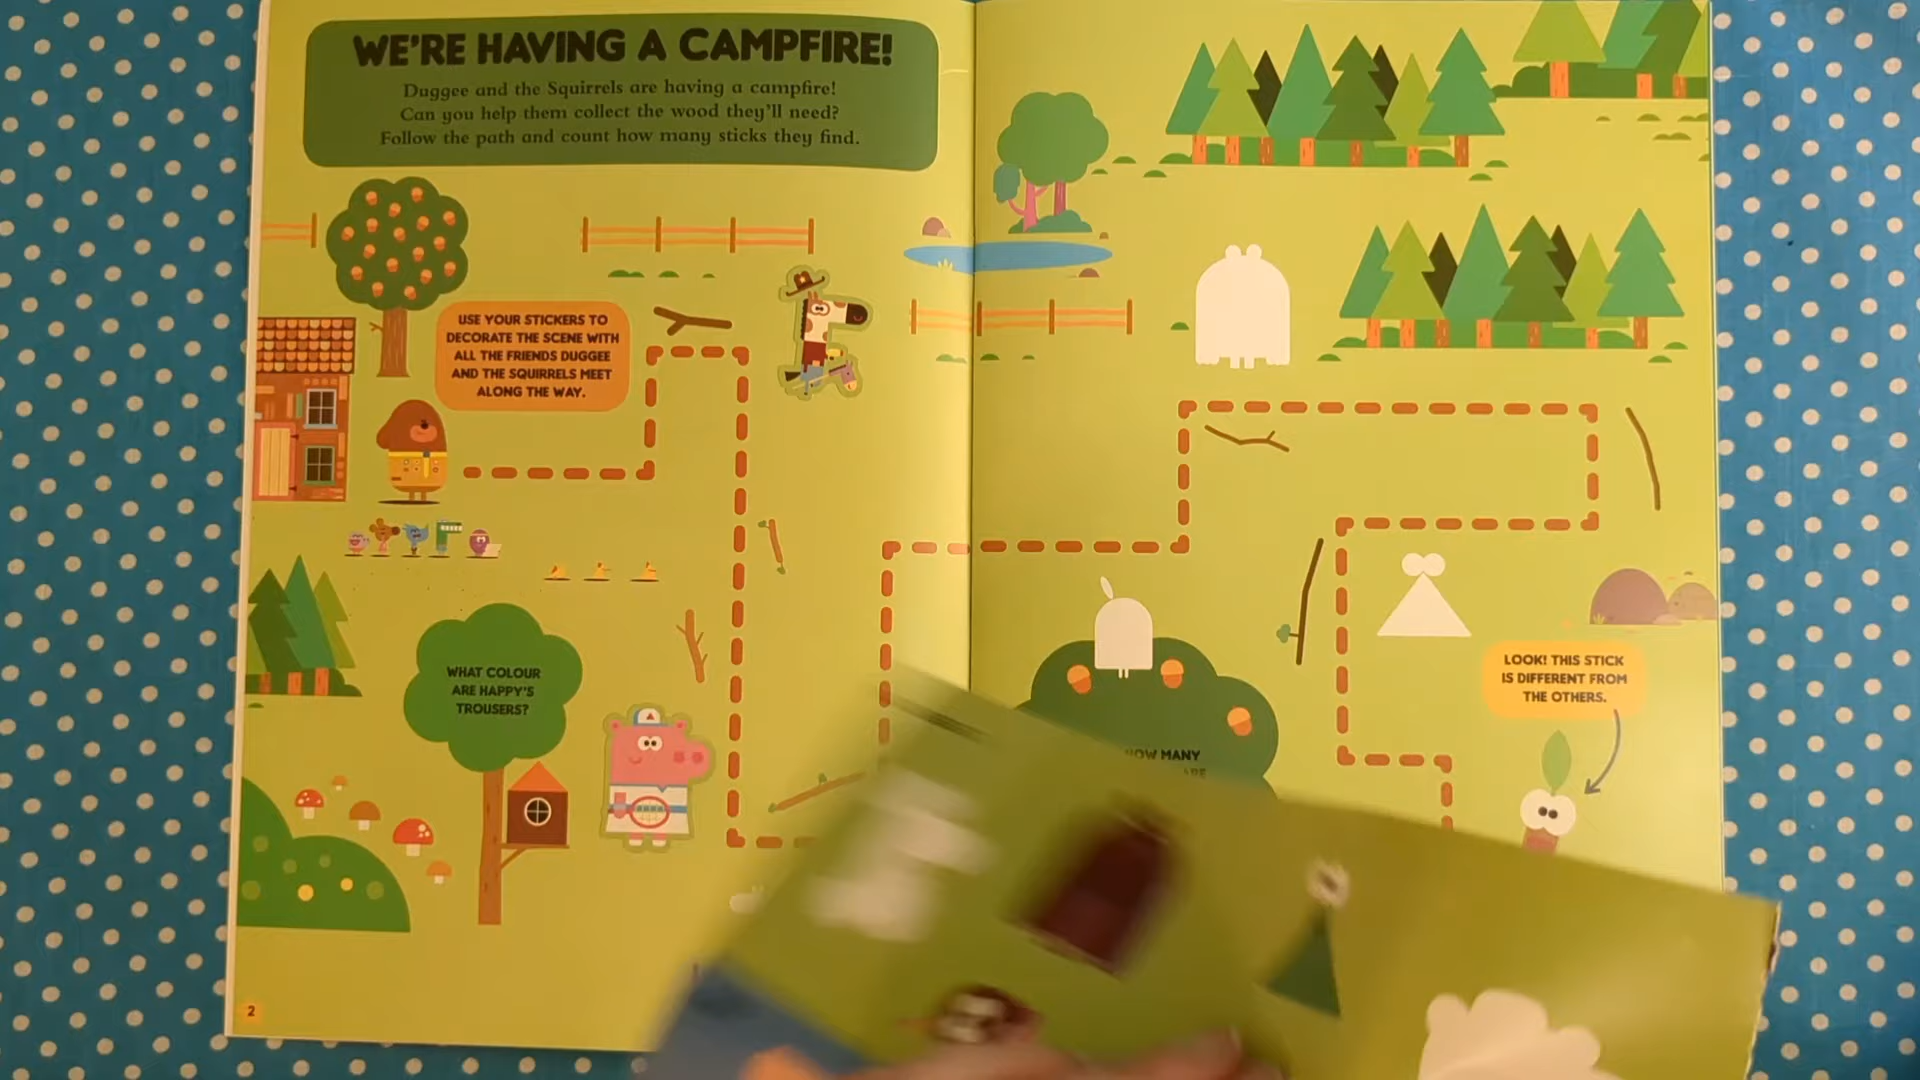 WE'RE HAVING A CAMPFIRE!
Duggee and the Squirrels are having a campfire!
Can you help them collect the wood they'll need?
Follow the path and count how many sticks they find.
USE YOUR STICKERS TO
DECORATE THE SCENE WITH
ALL THE FRIENDS DUGGEE
AND THE SQUIRRELS MEET
ALONG THE WAY.
WHAT COLOUR
ARE HAPPY'S
TROUSERS?
LOOK! THIS STICK
IS DIFFERENT FROM
THE OTHERS.
HOW MANY
ARE
2